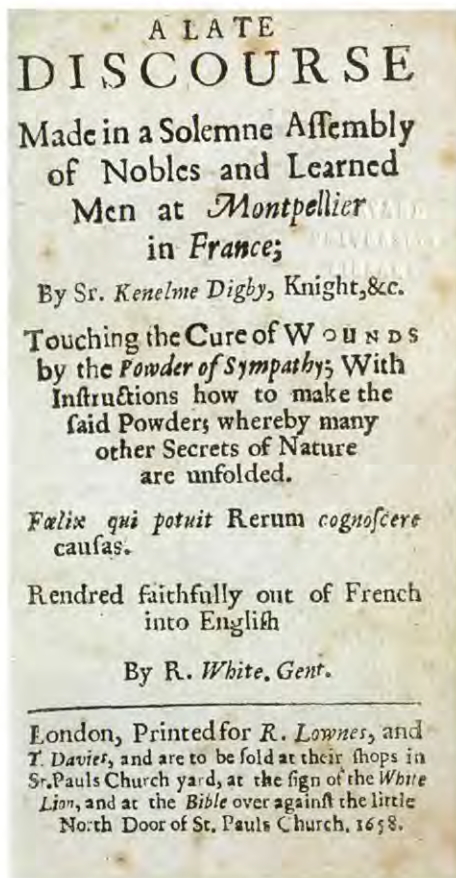 A LATE
DISCOURSE
Made in a Solemne Aſſembly
of Nobles and Learned
Men at Montpellier
in France;
By Sr. Kenelme Digby, Knight,&c.
Touching the Cure of WOUNDS
by the Powder of Sympathy; With
Inſtructions how to make the
ſaid Powder; whereby many
other Secrets of Nature
are unfolded.
Fœlix qui potuit Rerum cognoſcere
cauſas.
Rendred faithfully out of French
into Engliſh
By R. White. Gent.
London, Printed for R. Lownes, and
T. Davies, and are to be ſold at their ſhops in
St.Pauls Church yard, at the ſign of the White
Lion, and at the Bible over againſt the little
North Door of St. Pauls Church. 1658.